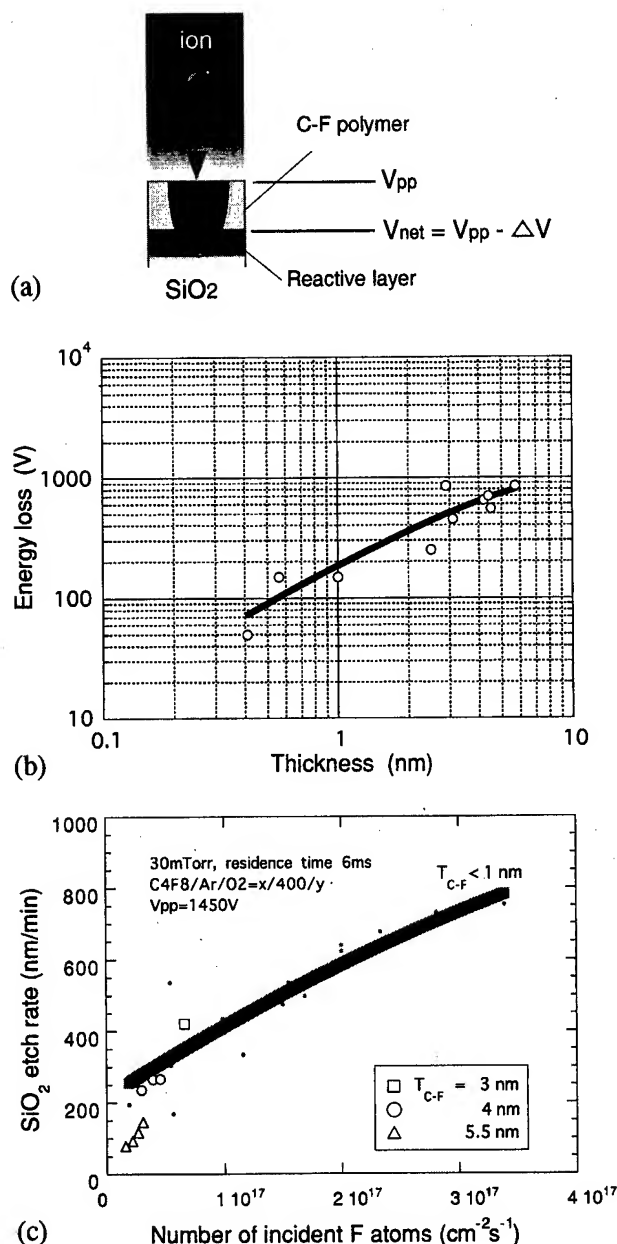 ion
C-F polymer
Vpp
Vnet = Vpp - ΔV
Reactive layer
SiO2
(a)
10⁴
1000
100
10
Energy loss (V)
0.1
1
10
Thickness (nm)
(b)
1000
800
600
400
200
0
SiO₂ etch rate (nm/min)
30mTorr, residence time 6ms
C4F8/Ar/O2=x/400/y
Vpp=1450V
T_C-F < 1 nm
□ T_C-F = 3 nm
○ 4 nm
△ 5.5 nm
0
1 10¹⁷
2 10¹⁷
3 10¹⁷
4 10¹⁷
Number of incident F atoms (cm⁻²s⁻¹)
(c)